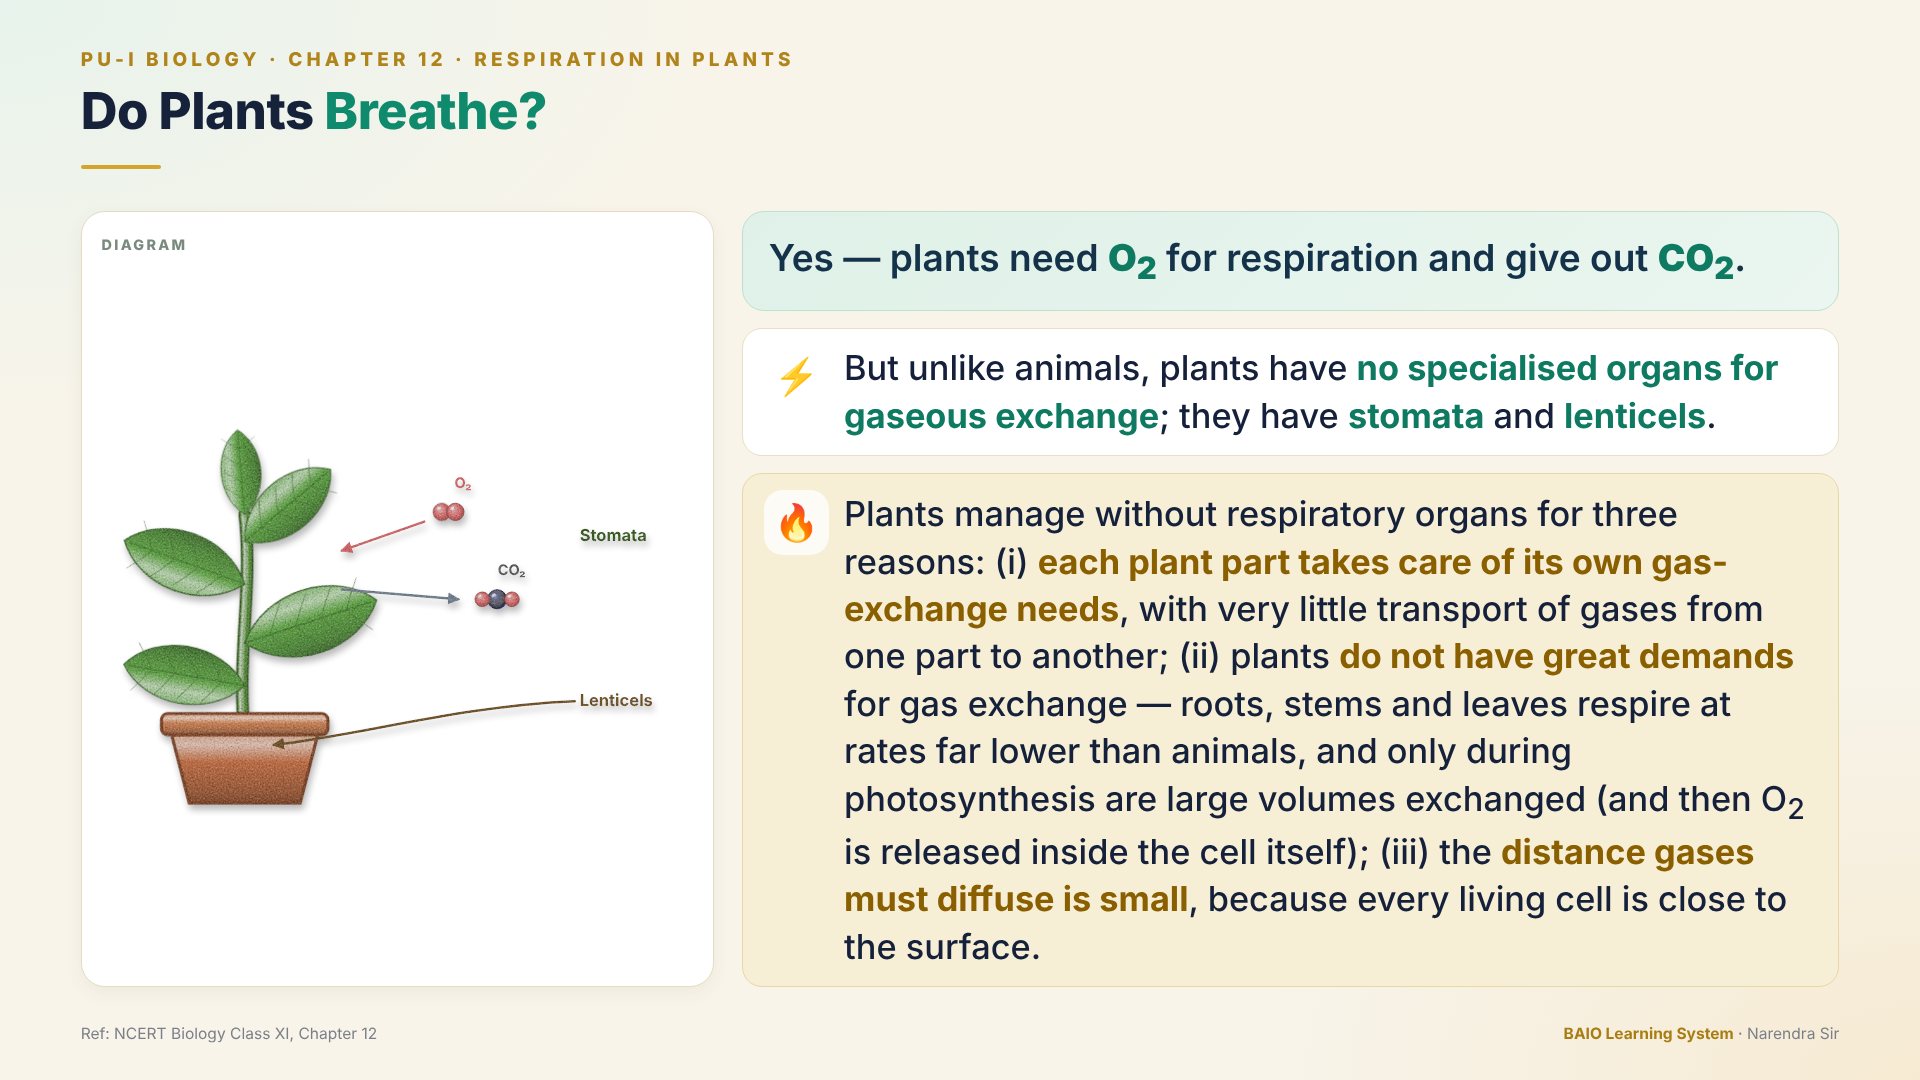 PU-I BIOLOGY · CHAPTER 12 · RESPIRATION IN PLANTS
Do Plants Breathe?
DIAGRAM
O₂
CO₂
Stomata
Lenticels
Yes — plants need O₂ for respiration and give out CO₂.
⚡ But unlike animals, plants have no specialised organs for
gaseous exchange; they have stomata and lenticels.
🔥 Plants manage without respiratory organs for three
reasons: (i) each plant part takes care of its own gas-
exchange needs, with very little transport of gases from
one part to another; (ii) plants do not have great demands
for gas exchange — roots, stems and leaves respire at
rates far lower than animals, and only during
photosynthesis are large volumes exchanged (and then O₂
is released inside the cell itself); (iii) the distance gases
must diffuse is small, because every living cell is close to
the surface.
Ref: NCERT Biology Class XI, Chapter 12
BAIO Learning System · Narendra Sir